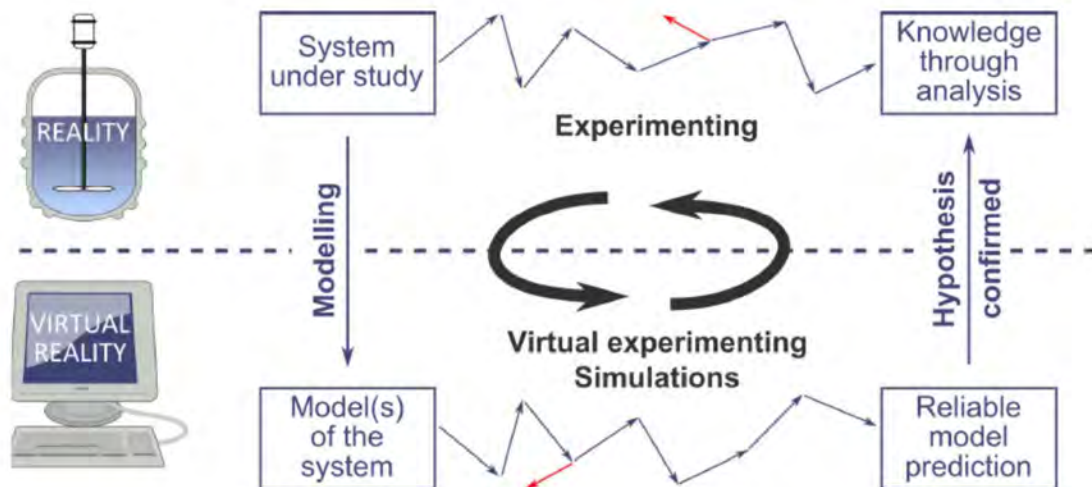 System
under study
Knowledge
through
analysis
REALITY
Experimenting
Modelling
Hypothesis
confirmed
VIRTUAL
REALITY
Virtual experimenting
Simulations
Model(s)
of the
system
Reliable
model
prediction